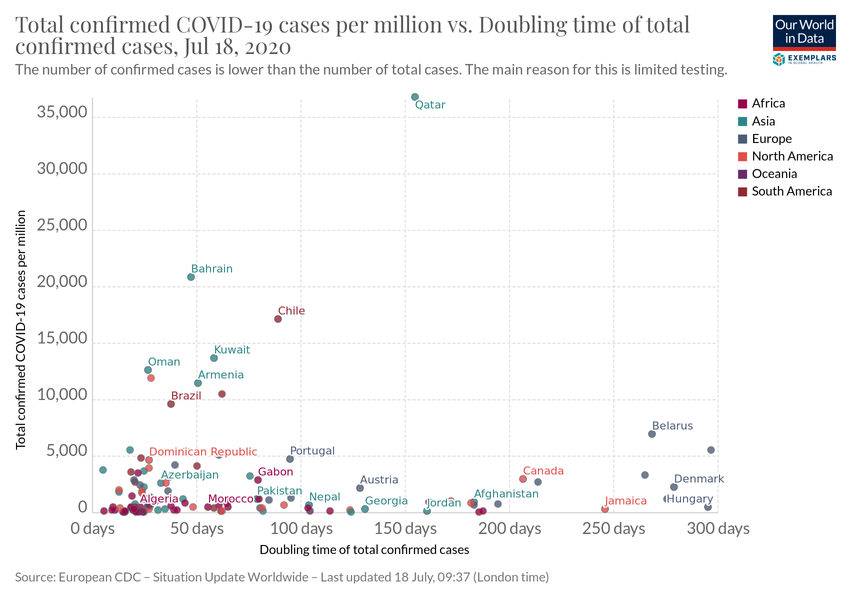 Total confirmed COVID-19 cases per million vs. Doubling time of total
confirmed cases, Jul 18, 2020
Our World
in Data
EXEMPLARS
IN GLOBAL HEALTH
The number of confirmed cases is lower than the number of total cases. The main reason for this is limited testing.
Total confirmed COVID-19 cases per million
35,000
30,000
25,000
20,000
15,000
10,000
5,000
0
Qatar
Bahrain
Chile
Kuwait
Oman
Armenia
Brazil
Belarus
Dominican Republic
Portugal
Azerbaijan
Gabon
Canada
Austria
Denmark
Algeria
Morocco
Pakistan
Nepal
Georgia
Jordan
Afghanistan
Jamaica
Hungary
0 days
50 days
100 days
150 days
200 days
250 days
300 days
Doubling time of total confirmed cases
Africa
Asia
Europe
North America
Oceania
South America
Source: European CDC – Situation Update Worldwide – Last updated 18 July, 09:37 (London time)